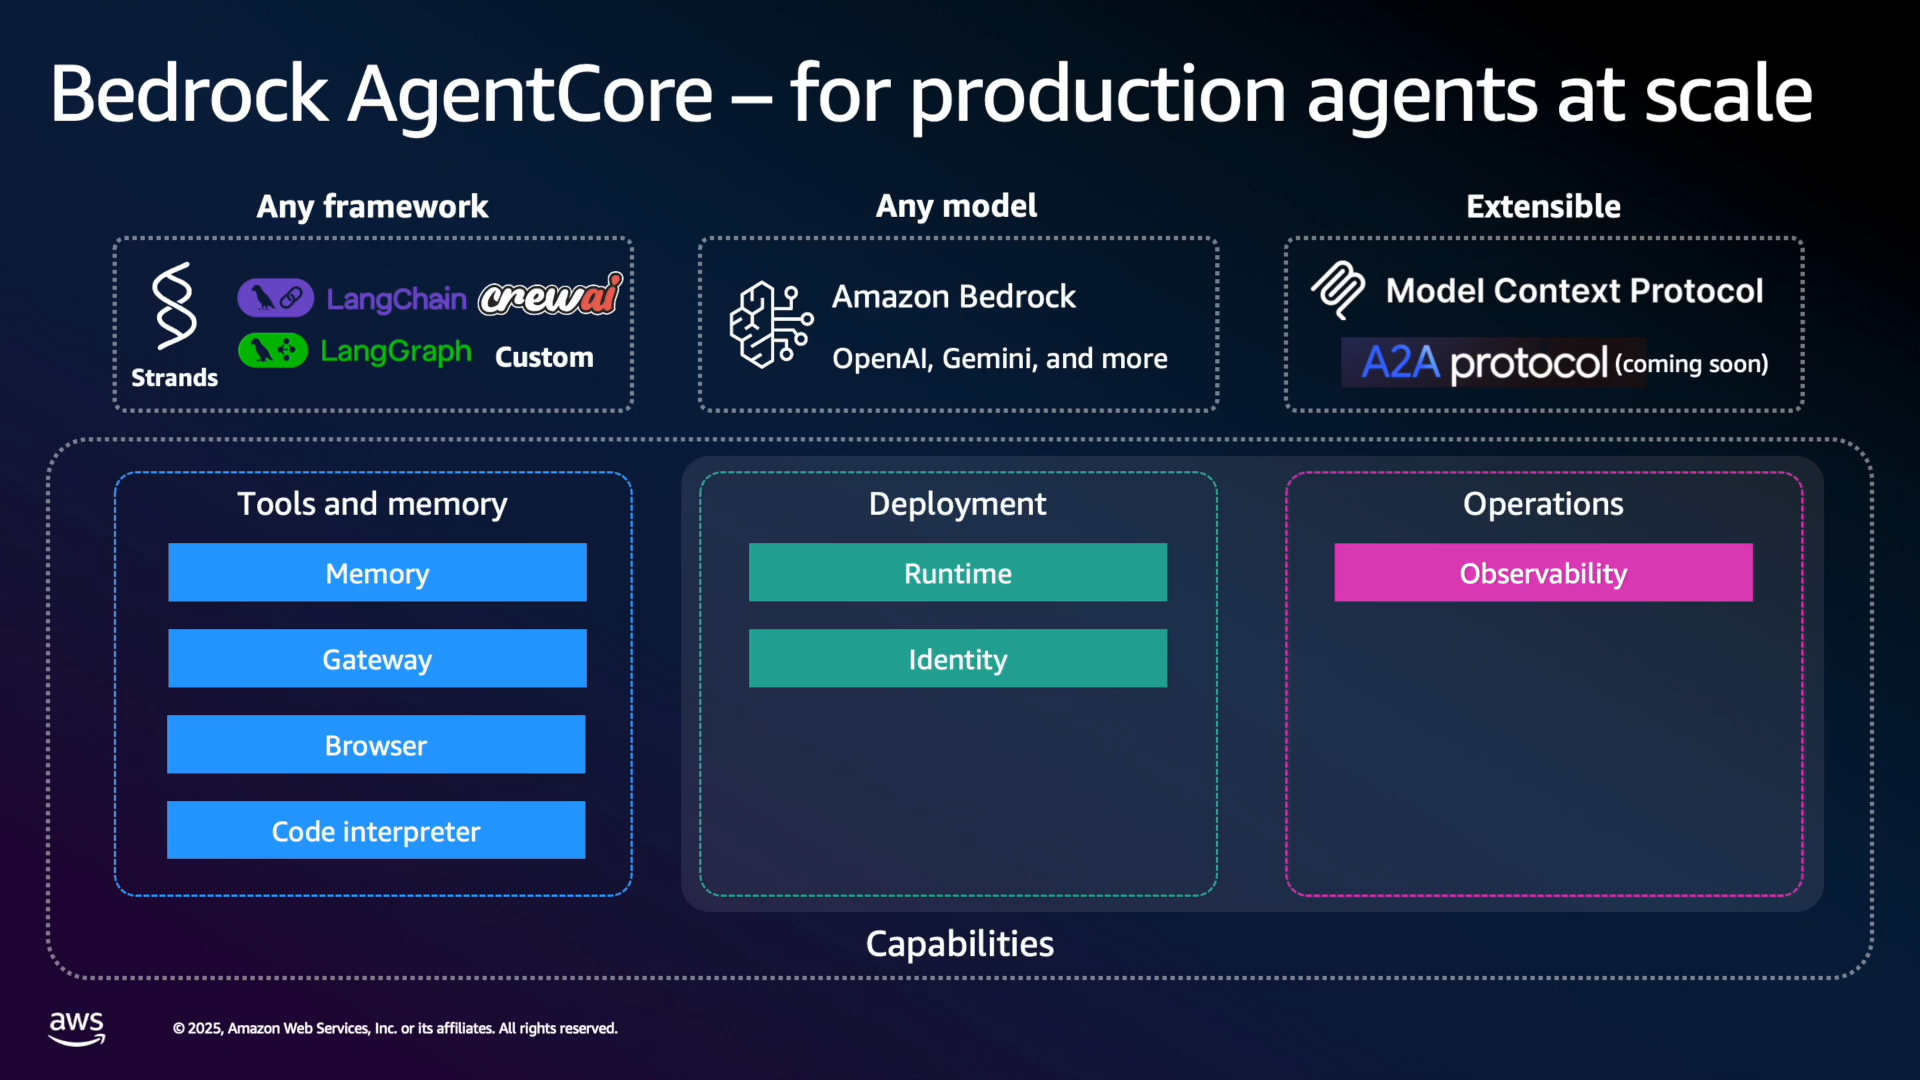 Bedrock AgentCore – for production agents at scale
Any framework
Strands
LangChain
crewai
LangGraph
Custom
Any model
Amazon Bedrock
OpenAI, Gemini, and more
Extensible
Model Context Protocol
A2A protocol (coming soon)
Tools and memory
Memory
Gateway
Browser
Code interpreter
Deployment
Runtime
Identity
Operations
Observability
Capabilities
aws
© 2025, Amazon Web Services, Inc. or its affiliates. All rights reserved.